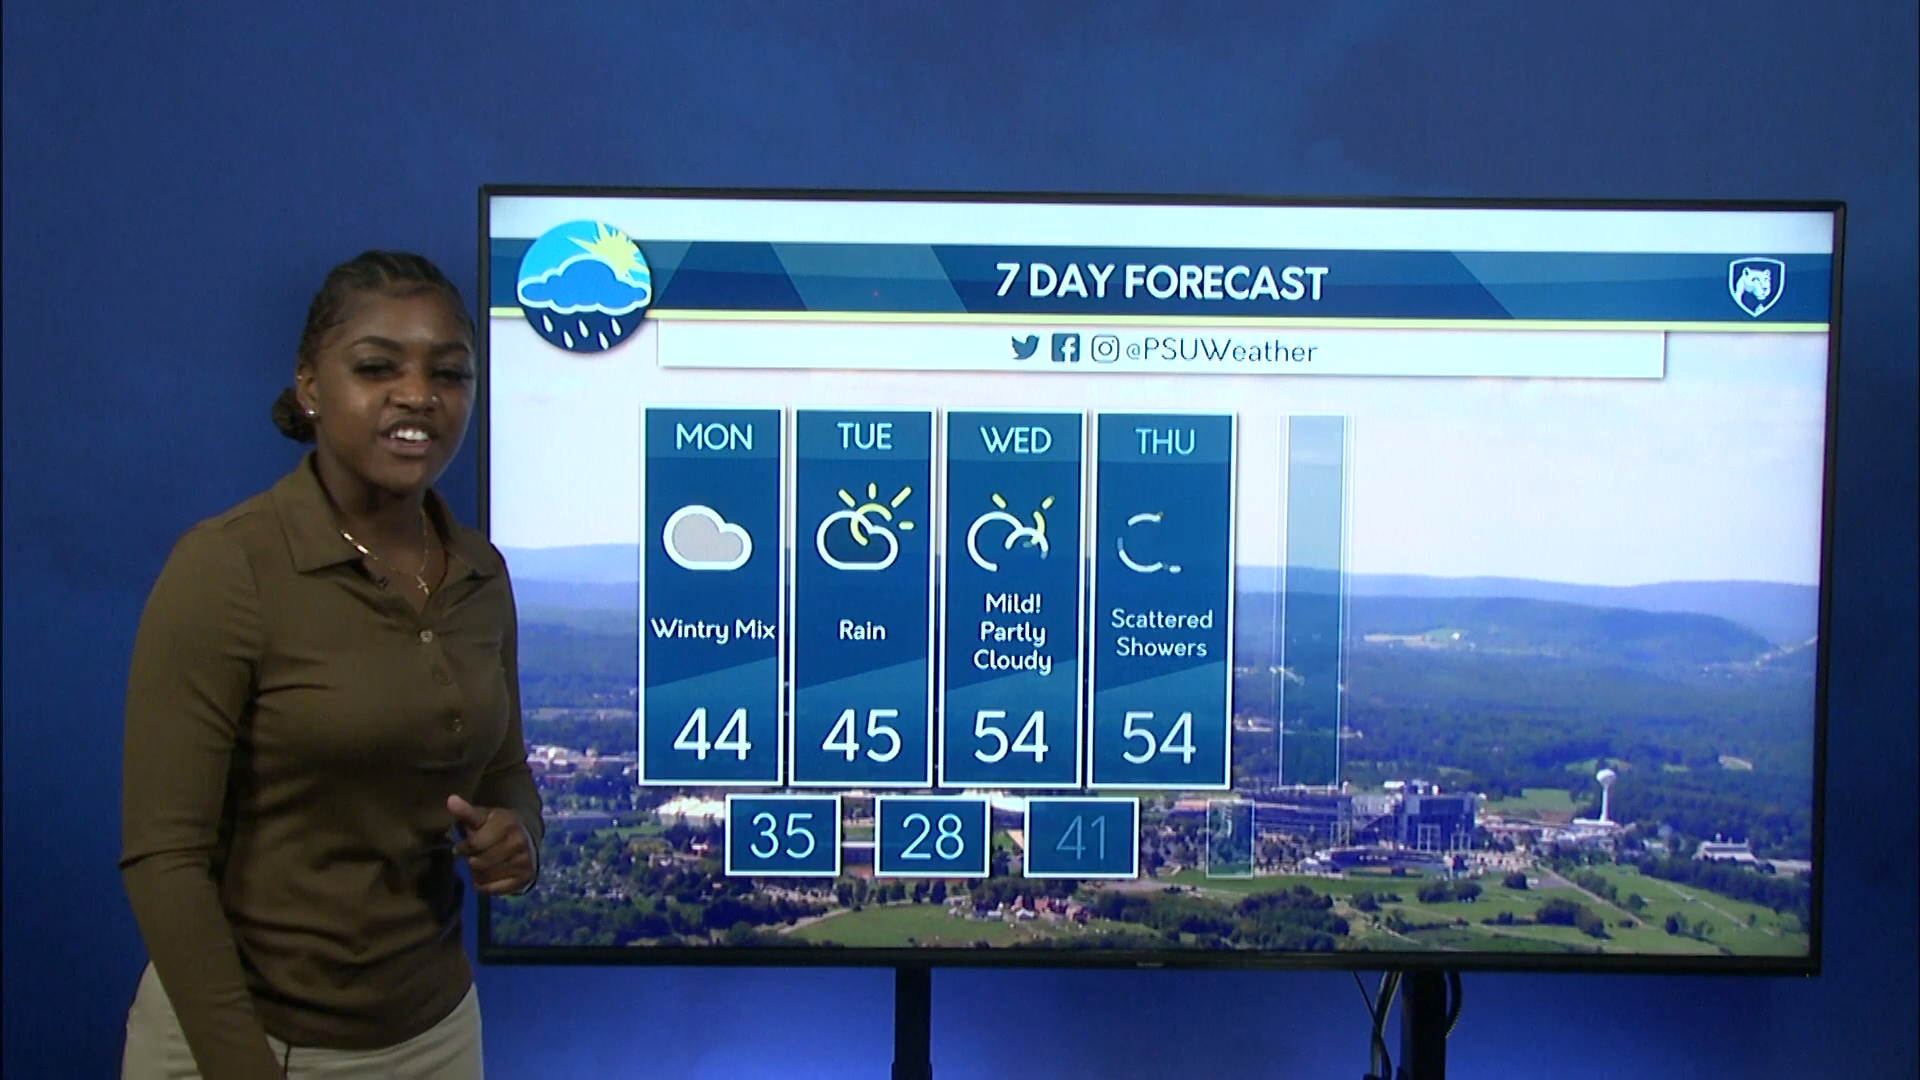 7 DAY FORECAST
@PSUWeather
MON
Wintry Mix
44
TUE
Rain
45
WED
Mild!
Partly
Cloudy
54
THU
Scattered
Showers
54
35
28
41